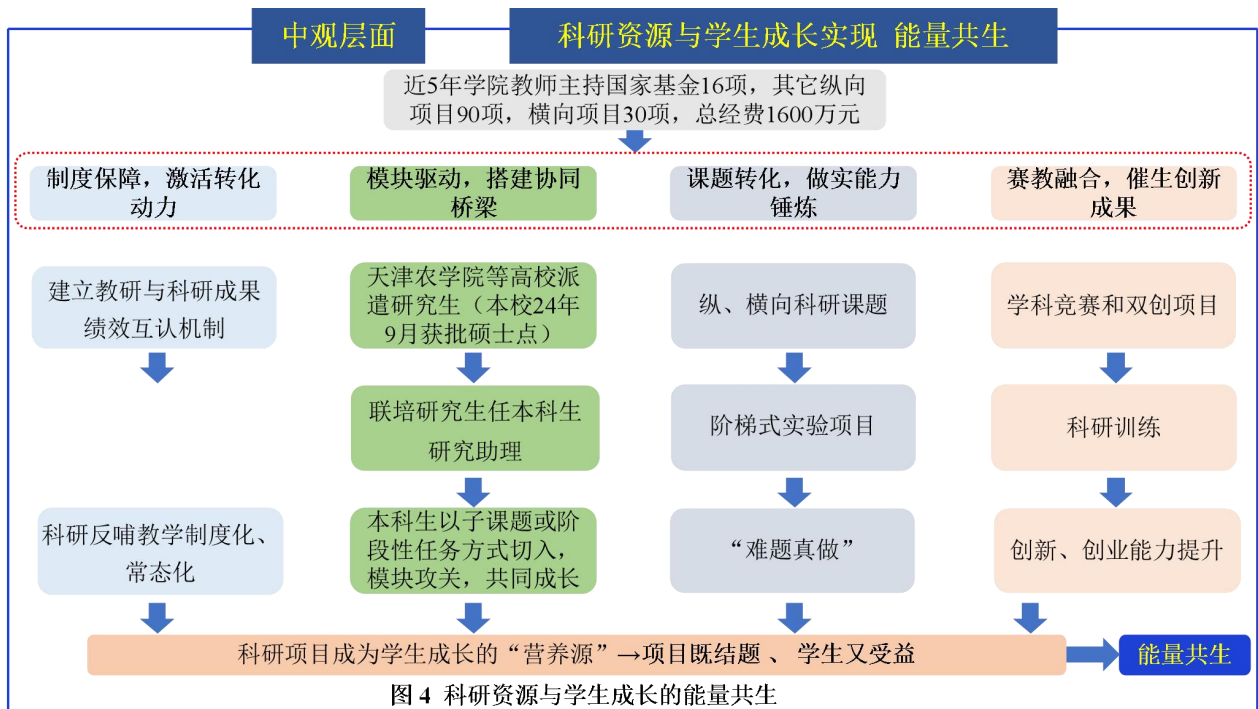 中观层面
科研资源与学生成长实现 能量共生
近5年学院教师主持国家基金16项，其它纵向
项目90项，横向项目30项，总经费1600万元
制度保障，激活转化
动力
模块驱动，搭建协同
桥梁
课题转化，做实能力
锤炼
赛教融合，催生创新
成果
建立教研与科研成果
绩效互认机制
天津农学院等高校派
遣研究生（本校24年
9月获批硕士点）
纵、横向科研课题
学科竞赛和双创项目
联培研究生任本科生
研究助理
阶梯式实验项目
科研训练
科研反哺教学制度化、
常态化
本科生以子课题或阶
段性任务方式切入，
模块攻关，共同成长
“难题真做”
创新、创业能力提升
科研项目成为学生成长的“营养源”→项目既结题 、 学生又受益
能量共生
图 4 科研资源与学生成长的能量共生